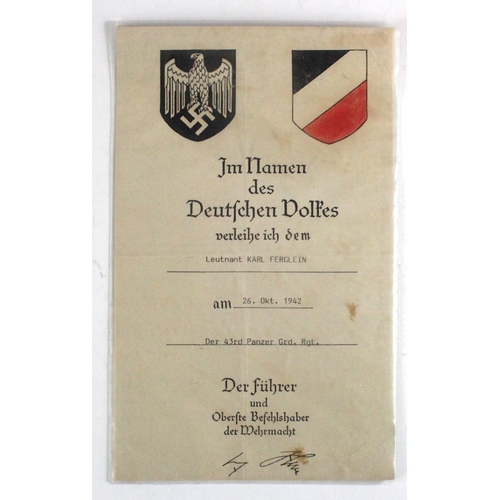 Im Namen
des
Deutschen Volkes
verleihe ich dem
Leutnant KARL FERGLEIN
am 26. Okt. 1942
Der 43rd Panzer Grd. Rgt.
Der Führer
und
Oberste Befehlshaber
der Wehrmacht